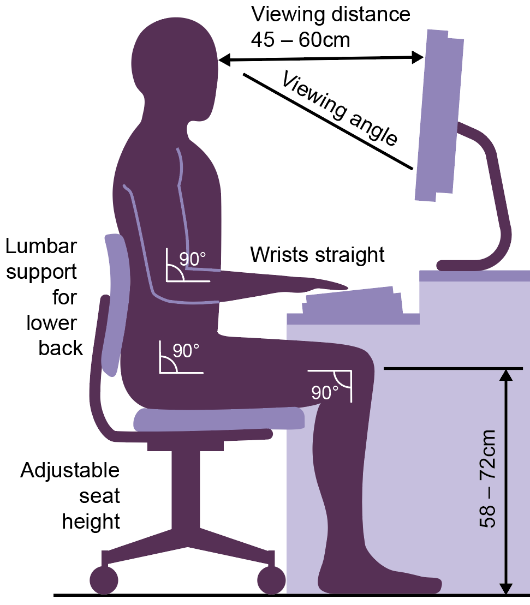 Viewing distance
45 – 60cm
Viewing angle
Lumbar
support
for
lower
back
90°
Wrists straight
90°
90°
Adjustable
seat
height
58 – 72cm